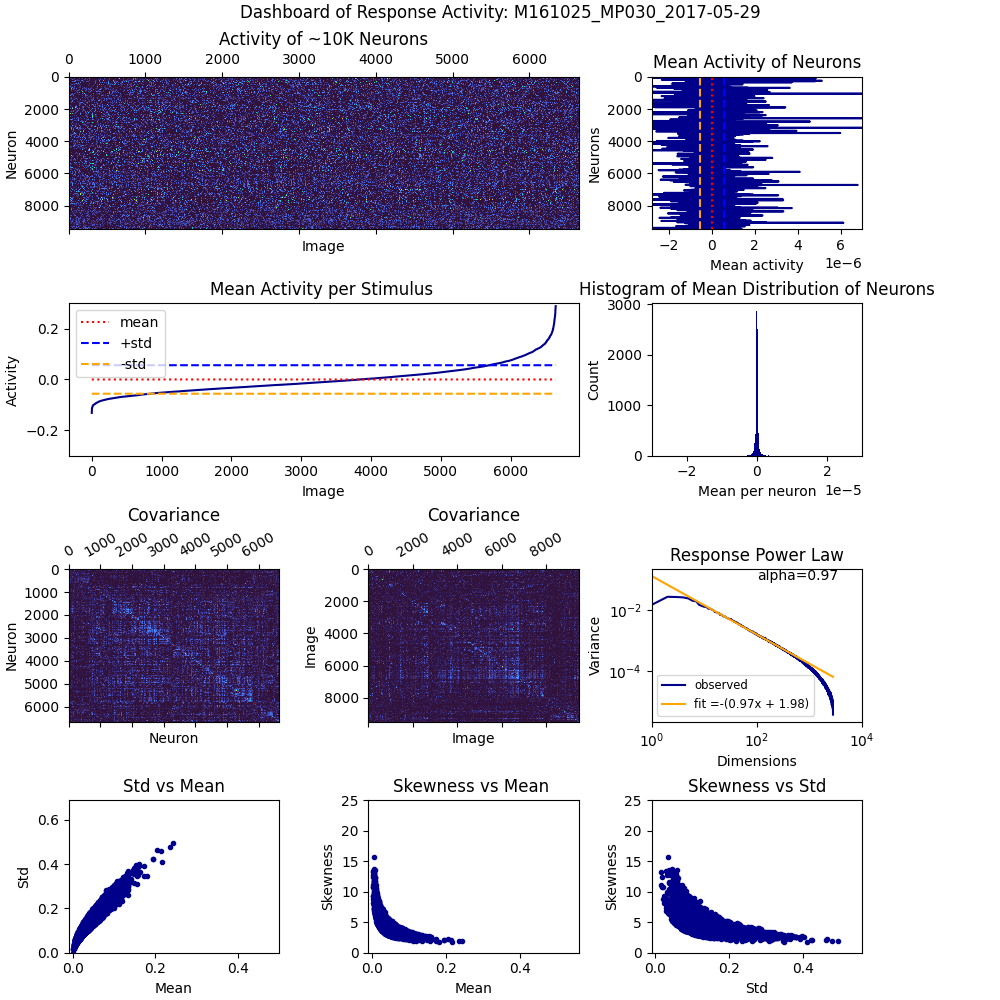 Dashboard of Response Activity: M161025_MP030_2017-05-29
Activity of ~10K Neurons
0 1000 2000 3000 4000 5000 6000
Neuron
2000
4000
6000
8000
Image
Mean Activity of Neurons
Neurons
0
2000
4000
6000
8000
−2 0 2 4 6
Mean activity 1e−6
Mean Activity per Stimulus
Activity
0.2
0.0
−0.2
mean
+std
-std
0 1000 2000 3000 4000 5000 6000
Image
Histogram of Mean Distribution of Neurons
Count
3000
2000
1000
0
−2 0 2
Mean per neuron 1e−5
Covariance
0 1000 2000 3000 4000 5000 6000
Neuron
0
1000
2000
3000
4000
5000
6000
Neuron
Covariance
0 2000 4000 6000 8000
Image
0
2000
4000
6000
8000
Image
Response Power Law
alpha=0.97
Variance
10−2
10−4
observed
fit =-(0.97x + 1.98)
100 102 104
Dimensions
Std vs Mean
Std
0.6
0.4
0.2
0.0
0.0 0.2 0.4
Mean
Skewness vs Mean
Skewness
25
20
15
10
5
0
0.0 0.2 0.4
Mean
Skewness vs Std
Skewness
25
20
15
10
5
0
0.0 0.2 0.4
Std